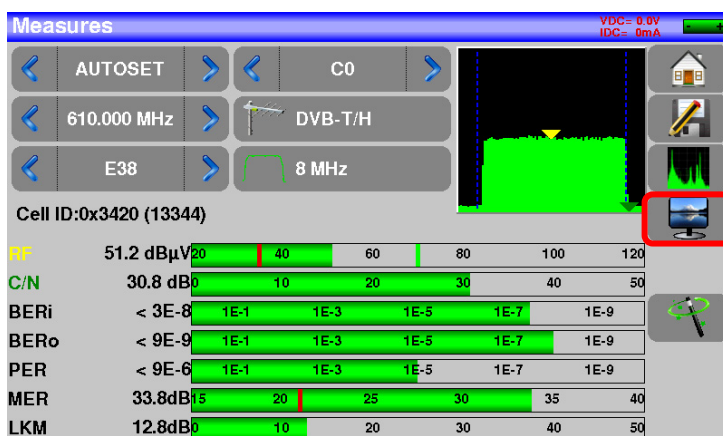 Measures
VDC= 0.0V
IDC= 0mA
- +
AUTOSET
C0
610.000 MHz
DVB-T/H
E38
8 MHz
Cell ID:0x3420 (13344)
RF 51.2 dBµV 20 40 60 80 100 120
C/N 30.8 dB 0 10 20 30 40 50
BERi < 3E-8 1E-1 1E-3 1E-5 1E-7 1E-9
BERo < 9E-9 1E-1 1E-3 1E-5 1E-7 1E-9
PER < 9E-6 1E-1 1E-3 1E-5 1E-7 1E-9
MER 33.8dB 15 20 25 30 35 40
LKM 12.8dB 0 10 20 30 40 50